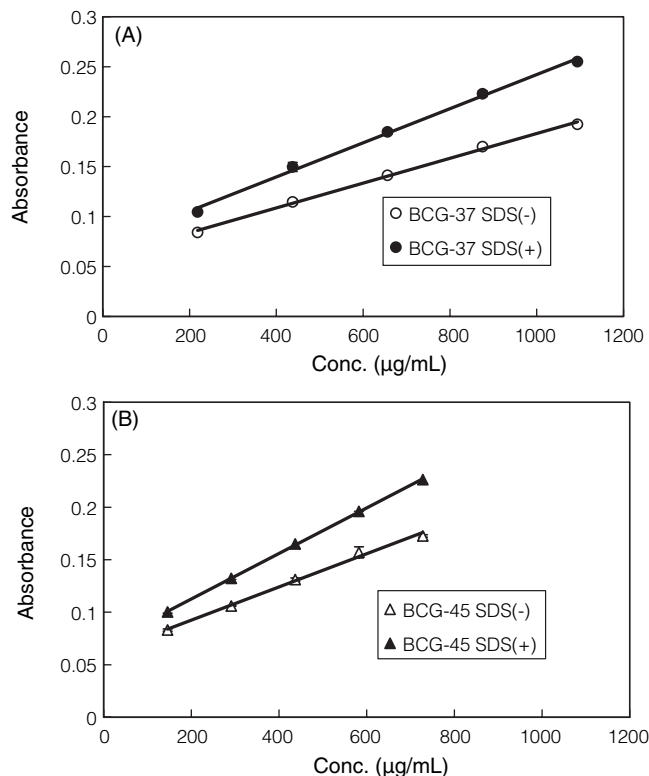 (A)
0.3
0.25
0.2
0.15
0.1
0.05
0
Absorbance
BCG-37 SDS(-)
BCG-37 SDS(+)
0 200 400 600 800 1000 1200
Conc. (µg/mL)
(B)
0.3
0.25
0.2
0.15
0.1
0.05
0
Absorbance
BCG-45 SDS(-)
BCG-45 SDS(+)
0 200 400 600 800 1000 1200
Conc. (µg/mL)